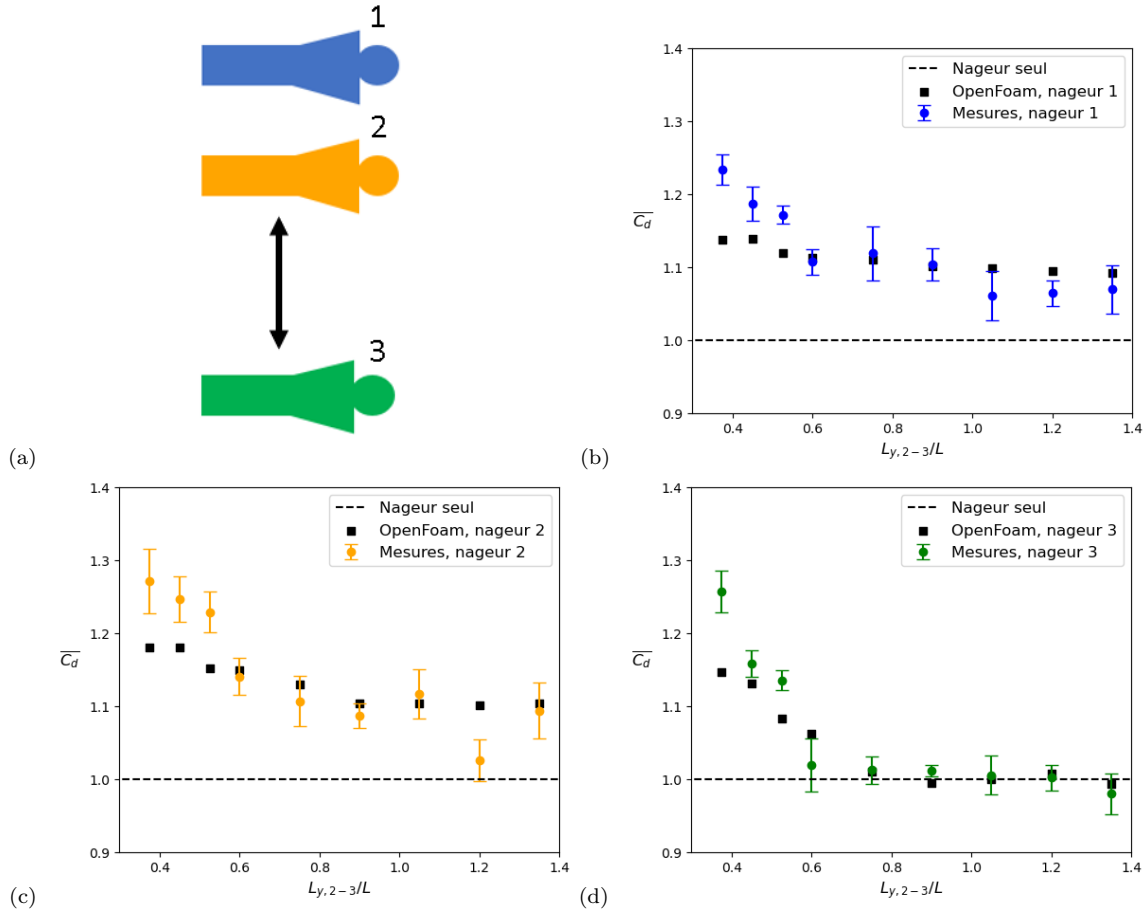 1
2
3
(a)
1.4
1.3
1.2
1.1
1.0
0.9
$\overline{C_d}$
Nageur seul
OpenFoam, nageur 1
Mesures, nageur 1
0.4 0.6 0.8 1.0 1.2 1.4
$L_{y,2-3}/L$
(b)
1.4
1.3
1.2
1.1
1.0
0.9
$\overline{C_d}$
Nageur seul
OpenFoam, nageur 2
Mesures, nageur 2
0.4 0.6 0.8 1.0 1.2 1.4
$L_{y,2-3}/L$
(c)
1.4
1.3
1.2
1.1
1.0
0.9
$\overline{C_d}$
Nageur seul
OpenFoam, nageur 3
Mesures, nageur 3
0.4 0.6 0.8 1.0 1.2 1.4
$L_{y,2-3}/L$
(d)